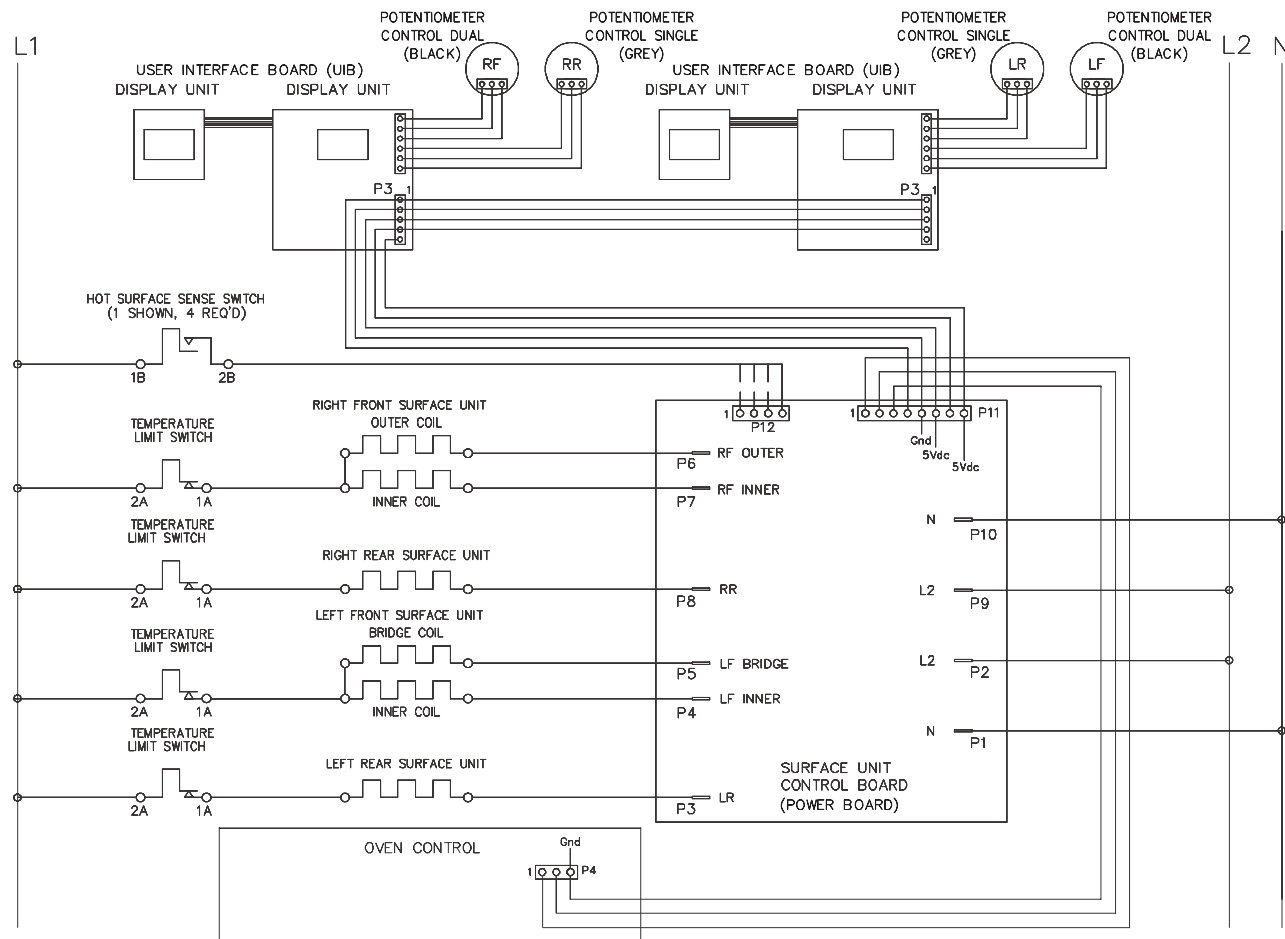 L1
L2 N
POTENTIOMETER
CONTROL DUAL
(BLACK)
RF
POTENTIOMETER
CONTROL SINGLE
(GREY)
RR
POTENTIOMETER
CONTROL SINGLE
(GREY)
LR
POTENTIOMETER
CONTROL DUAL
(BLACK)
LF
USER INTERFACE BOARD (UIB)
DISPLAY UNIT
DISPLAY UNIT
P3
1
USER INTERFACE BOARD (UIB)
DISPLAY UNIT
DISPLAY UNIT
P3
1
HOT SURFACE SENSE SWITCH
(1 SHOWN, 4 REQ'D)
1B
2B
1
P12
1
P11
Gnd
5Vdc
5Vdc
TEMPERATURE
LIMIT SWITCH
2A
1A
RIGHT FRONT SURFACE UNIT
OUTER COIL
INNER COIL
P6
RF OUTER
P7
RF INNER
TEMPERATURE
LIMIT SWITCH
2A
1A
RIGHT REAR SURFACE UNIT
P8
RR
TEMPERATURE
LIMIT SWITCH
2A
1A
LEFT FRONT SURFACE UNIT
BRIDGE COIL
INNER COIL
P5
LF BRIDGE
P4
LF INNER
TEMPERATURE
LIMIT SWITCH
2A
1A
LEFT REAR SURFACE UNIT
P3
LR
N
P10
L2
P9
L2
P2
N
P1
SURFACE UNIT
CONTROL BOARD
(POWER BOARD)
OVEN CONTROL
Gnd
1
P4